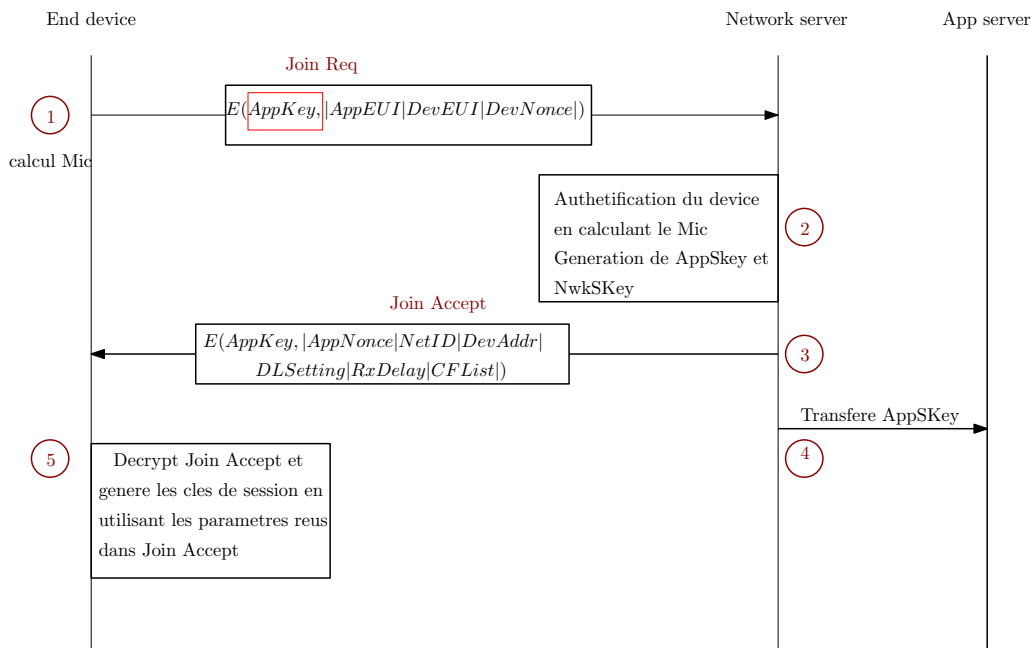 End device
Network server
App server
Join Req
E(AppKey,|AppEUI|DevEUI|DevNonce|)
1
calcul Mic
Authetification du device
en calculant le Mic
Generation de AppSkey et
NwkSKey
2
Join Accept
E(AppKey,|AppNonce|NetID|DevAddr|
DLSetting|RxDelay|CFList|)
3
Transfere AppSKey
4
5
Decrypt Join Accept et
genere les cles de session en
utilisant les parametres reus
dans Join Accept